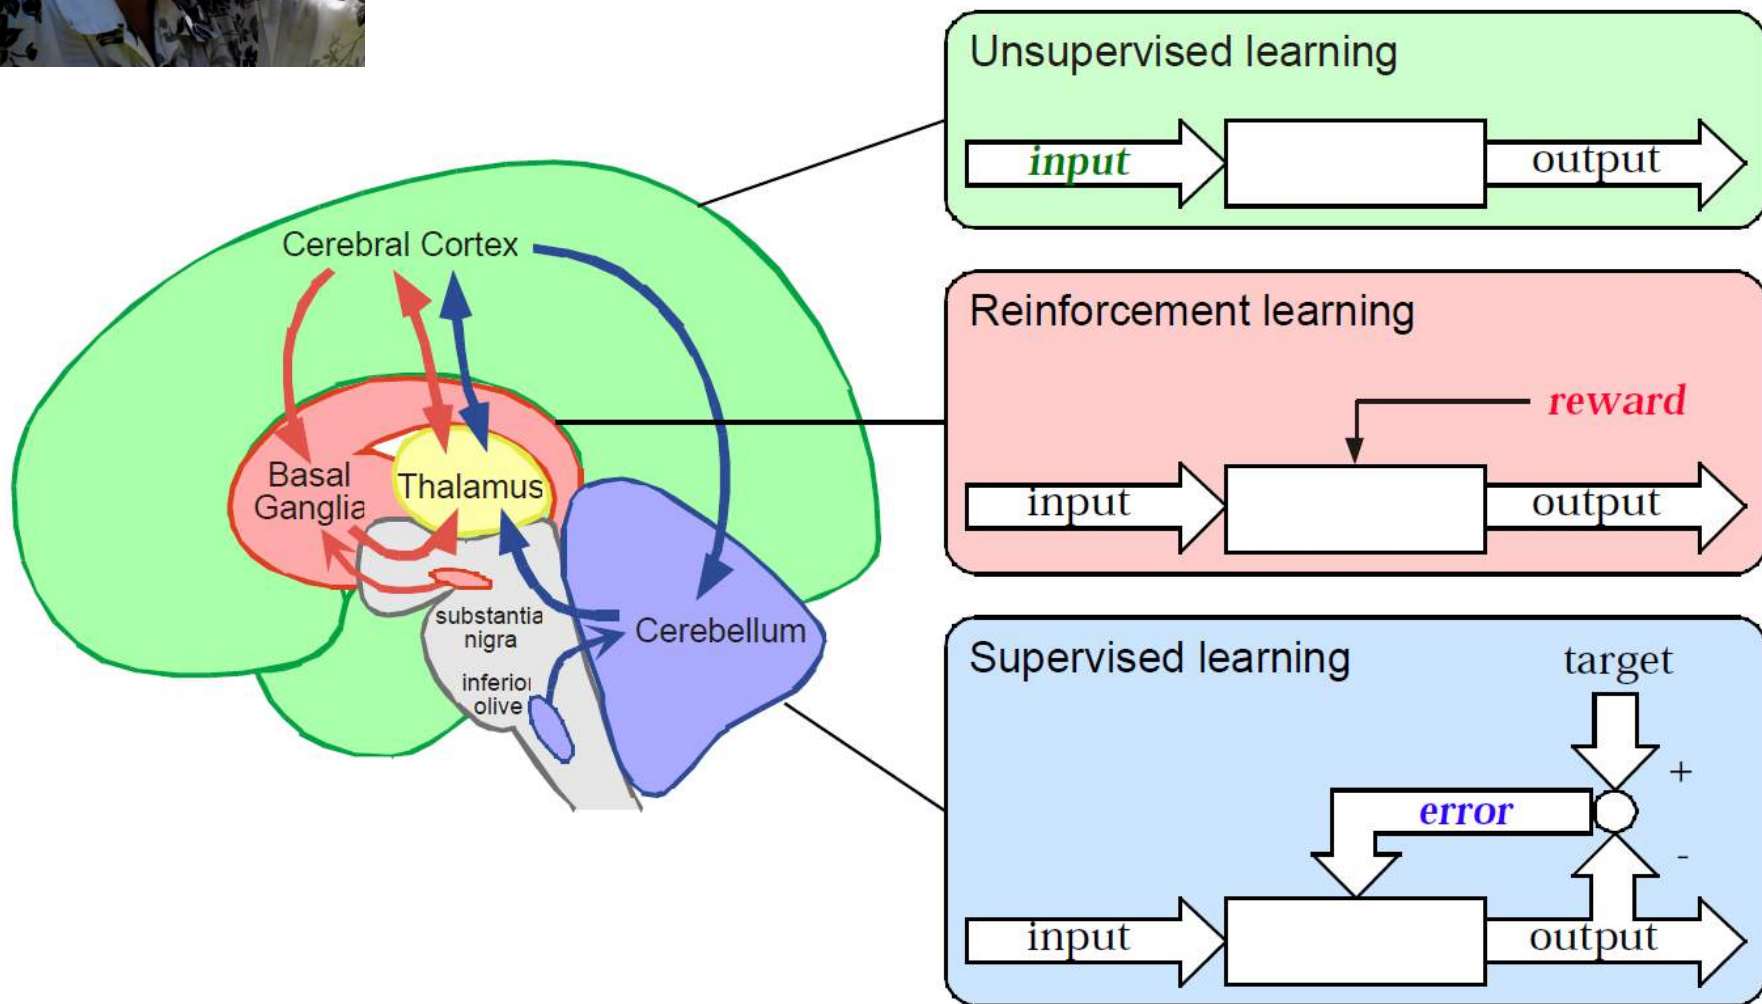 Unsupervised learning
input
output
Cerebral Cortex
Reinforcement learning
reward
input
output
Basal
Ganglia
Thalamus
substantia
nigra
inferior
olive
Cerebellum
Supervised learning
target
+
error
-
input
output